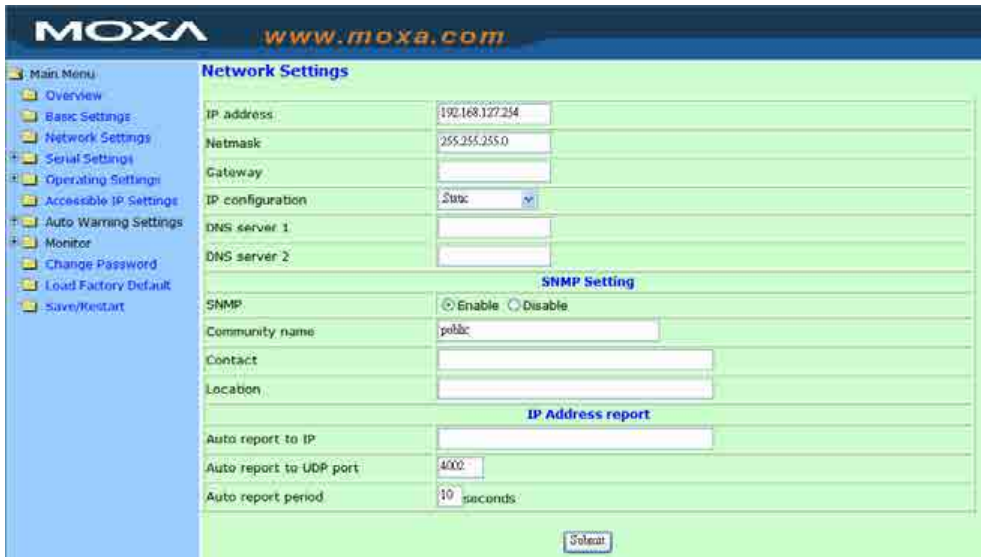 MOXA www.moxa.com
Main Menu
Overview
Basic Settings
Network Settings
Serial Settings
Operating Settings
Accessible IP Settings
Auto Warning Settings
Monitor
Change Password
Load Factory Default
Save/Restart
Network Settings
IP address 192.168.127.254
Netmask 255.255.255.0
Gateway
IP configuration Static
DNS server 1
DNS server 2
SNMP Setting
SNMP Enable Disable
Community name public
Contact
Location
IP Address report
Auto report to IP
Auto report to UDP port 4002
Auto report period 10 seconds
Submit